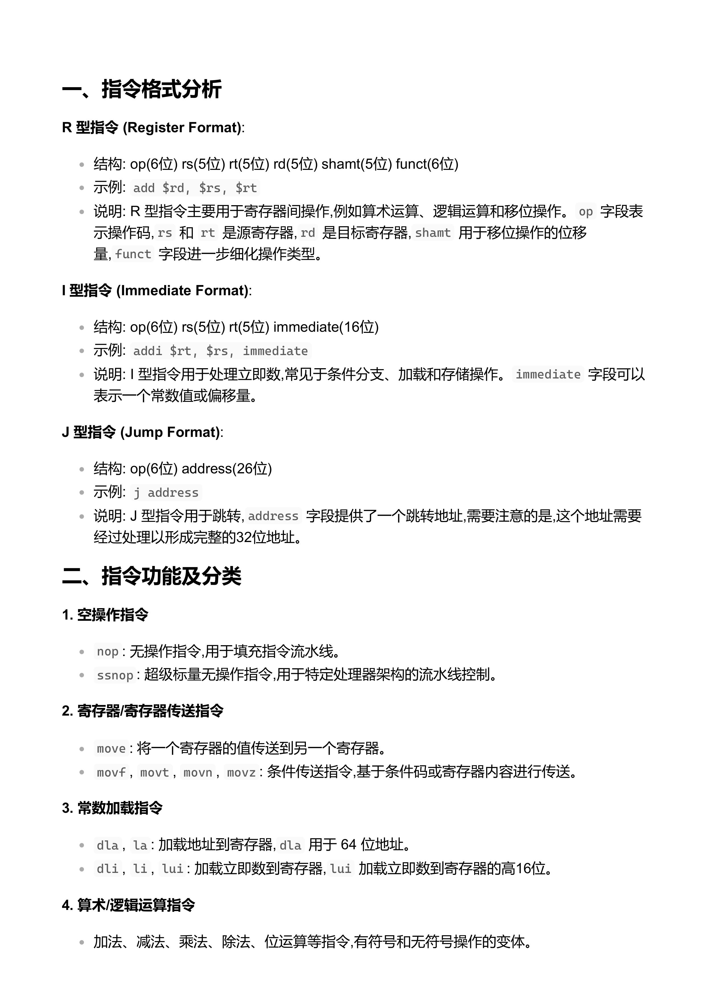 一、指令格式分析
R 型指令 (Register Format):
结构: op(6位) rs(5位) rt(5位) rd(5位) shamt(5位) funct(6位)
示例: add $rd, $rs, $rt
说明: R 型指令主要用于寄存器间操作,例如算术运算、逻辑运算和移位操作。 op 字段表
示操作码, rs 和 rt 是源寄存器, rd 是目标寄存器, shamt 用于移位操作的位移
量, funct 字段进一步细化操作类型。
I 型指令 (Immediate Format):
结构: op(6位) rs(5位) rt(5位) immediate(16位)
示例: addi $rt, $rs, immediate
说明: I 型指令用于处理立即数,常见于条件分支、加载和存储操作。 immediate 字段可以
表示一个常数值或偏移量。
J 型指令 (Jump Format):
结构: op(6位) address(26位)
示例: j address
说明: J 型指令用于跳转, address 字段提供了一个跳转地址,需要注意的是,这个地址需要
经过处理以形成完整的32位地址。
二、指令功能及分类
1. 空操作指令
nop: 无操作指令,用于填充指令流水线。
ssnop: 超级标量无操作指令,用于特定处理器架构的流水线控制。
2. 寄存器/寄存器传送指令
move: 将一个寄存器的值传送到另一个寄存器。
movf, movt, movn, movz: 条件传送指令,基于条件码或寄存器内容进行传送。
3. 常数加载指令
dla, la: 加载地址到寄存器, dla 用于 64 位地址。
dli, li, lui: 加载立即数到寄存器, lui 加载立即数到寄存器的高16位。
4. 算术/逻辑运算指令
加法、减法、乘法、除法、位运算等指令,有符号和无符号操作的变体。